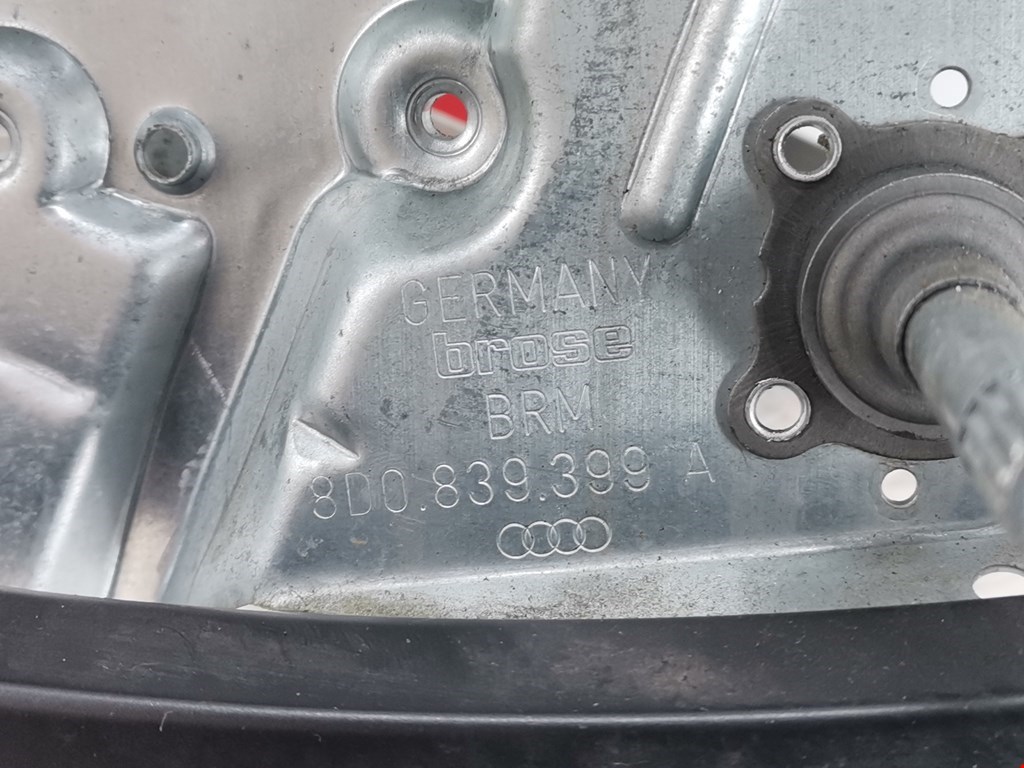 GERMANY
brose
BRM
8D0.839.399 A